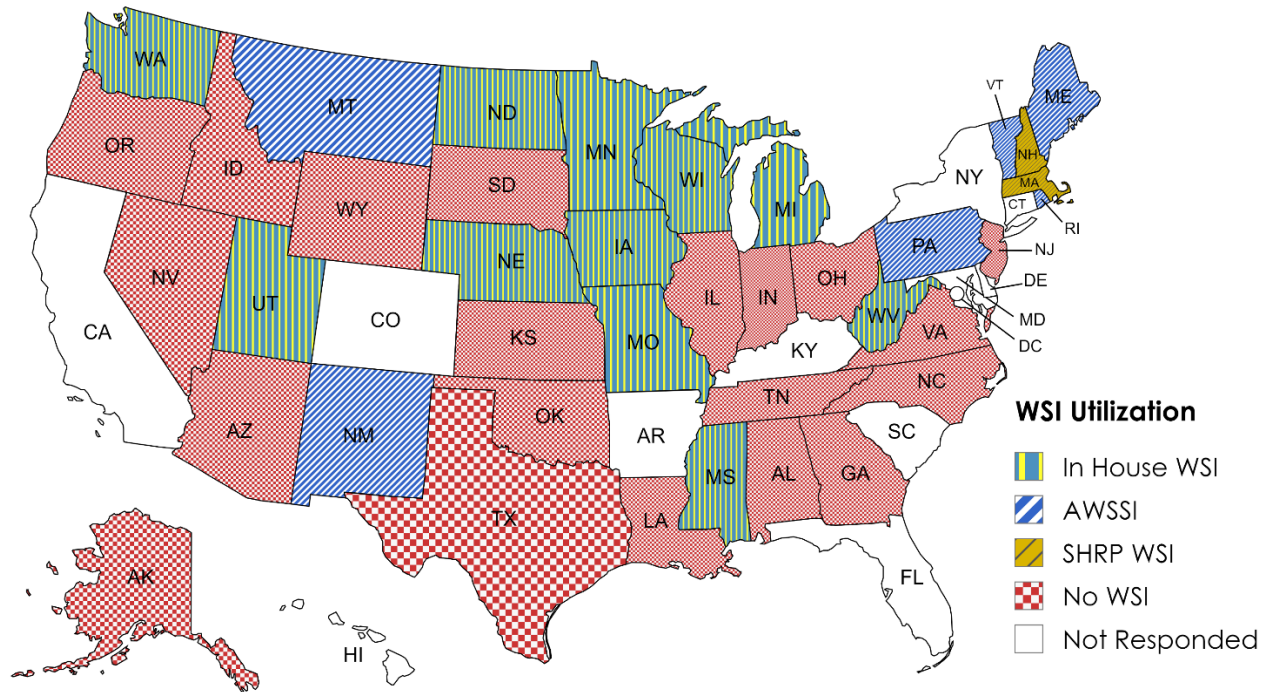 WA
MT
ND
MN
VT
ME
OR
ID
WY
SD
WI
MI
NY
NH
MA
CT
RI
NV
UT
CO
NE
IA
IL
IN
OH
PA
NJ
DE
MD
DC
CA
KS
MO
KY
WV
VA
AZ
NM
OK
AR
TN
NC
SC
TX
LA
MS
AL
GA
FL
AK
HI
WSI Utilization
In House WSI
AWSSI
SHRP WSI
No WSI
Not Responded